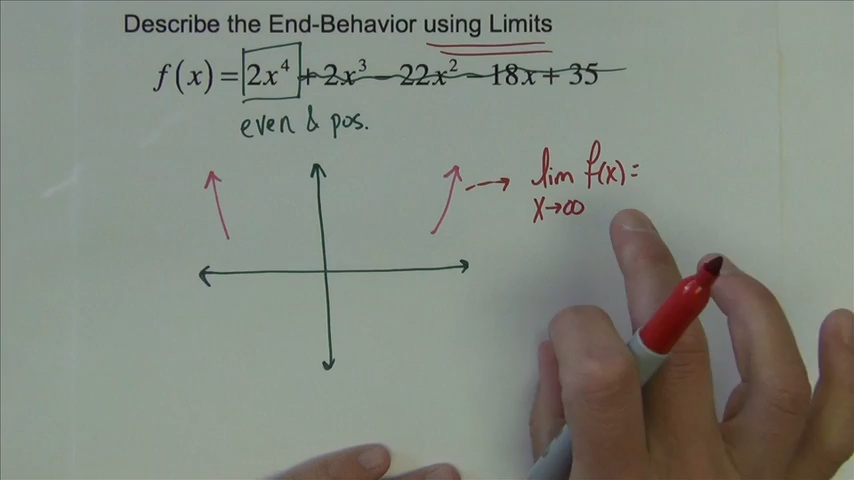 Describe the End-Behavior using Limits
f(x) = 2x⁴ + 2x³ − 22x² − 18x + 35
even & pos.
lim f(x) =
x→∞